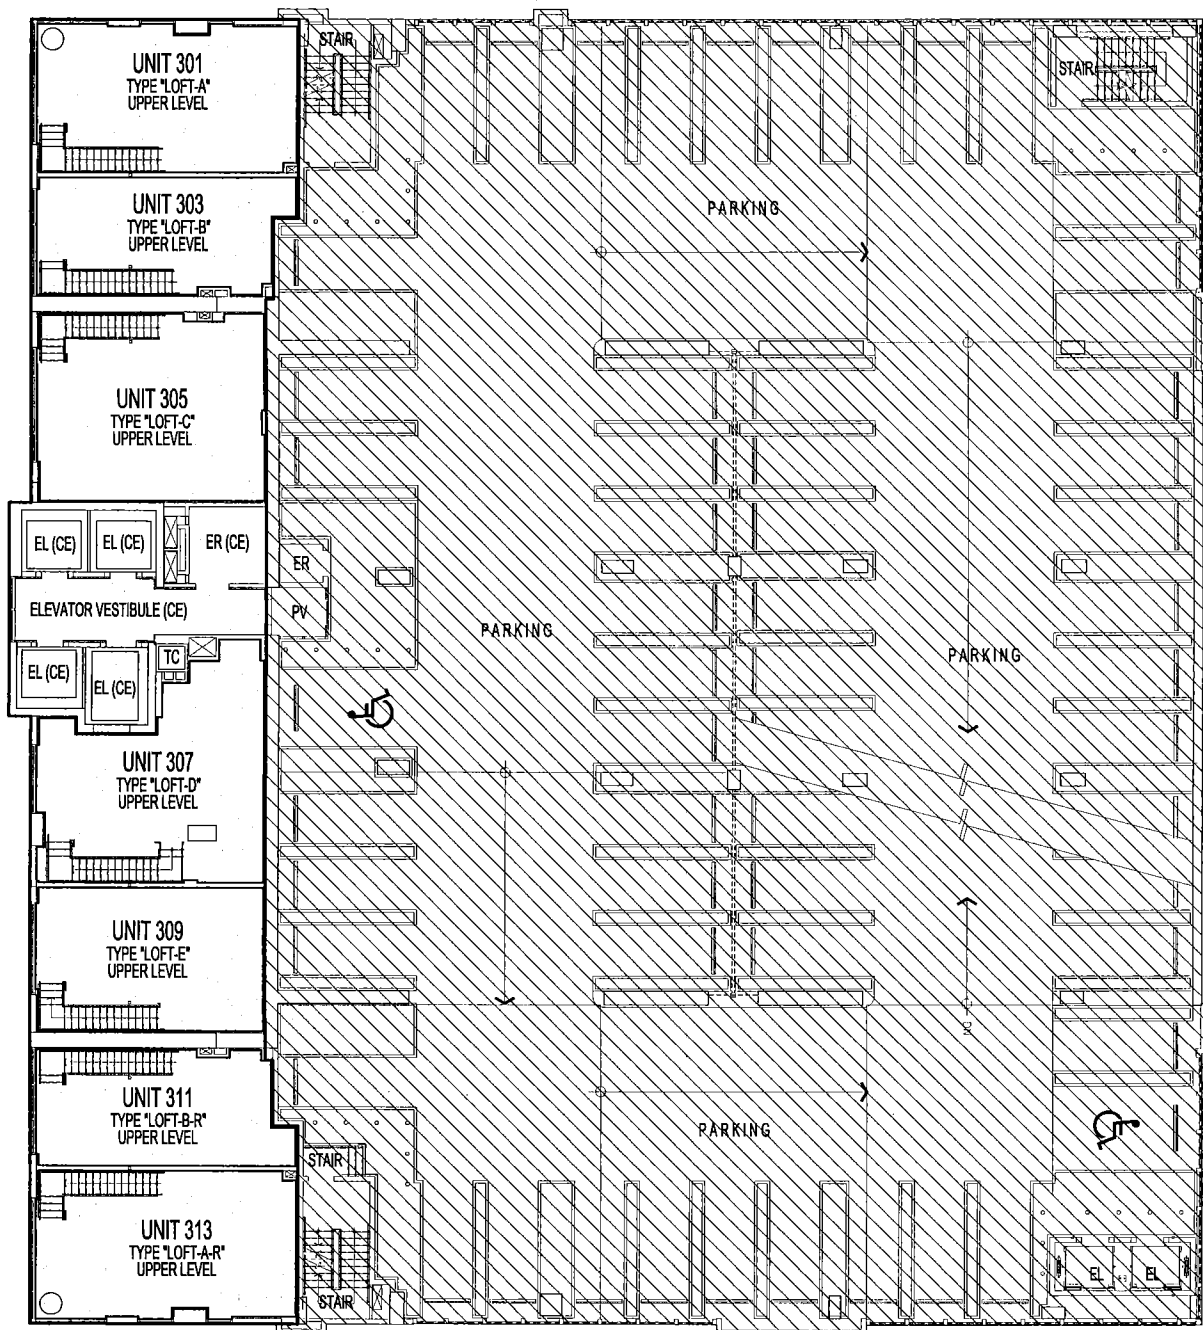 UNIT 301
TYPE "LOFT-A"
UPPER LEVEL
STAIR
STAIR
UNIT 303
TYPE "LOFT-B"
UPPER LEVEL
PARKING
UNIT 305
TYPE "LOFT-C"
UPPER LEVEL
EL (CE)
EL (CE)
ER (CE)
ER
ELEVATOR VESTIBULE (CE)
PV
PARKING
PARKING
TC
EL (CE)
EL (CE)
UNIT 307
TYPE "LOFT-D"
UPPER LEVEL
UNIT 309
TYPE "LOFT-E"
UPPER LEVEL
UNIT 311
TYPE "LOFT-B-R"
UPPER LEVEL
PARKING
STAIR
UNIT 313
TYPE "LOFT-A-R"
UPPER LEVEL
STAIR
EL
EL